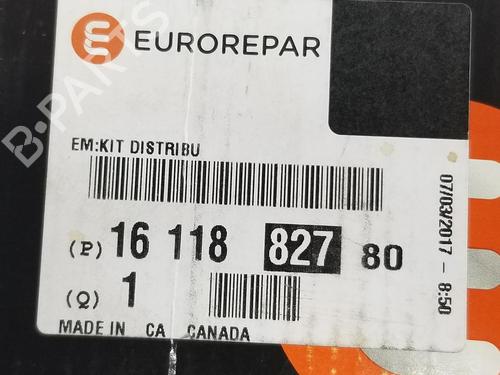 EUROREPAR
EM:KIT DISTRIBU
(P) 16 118 827 80
(Q) 1
MADE IN CA CANADA
07/03/2017 - 8:50
B-PARTS